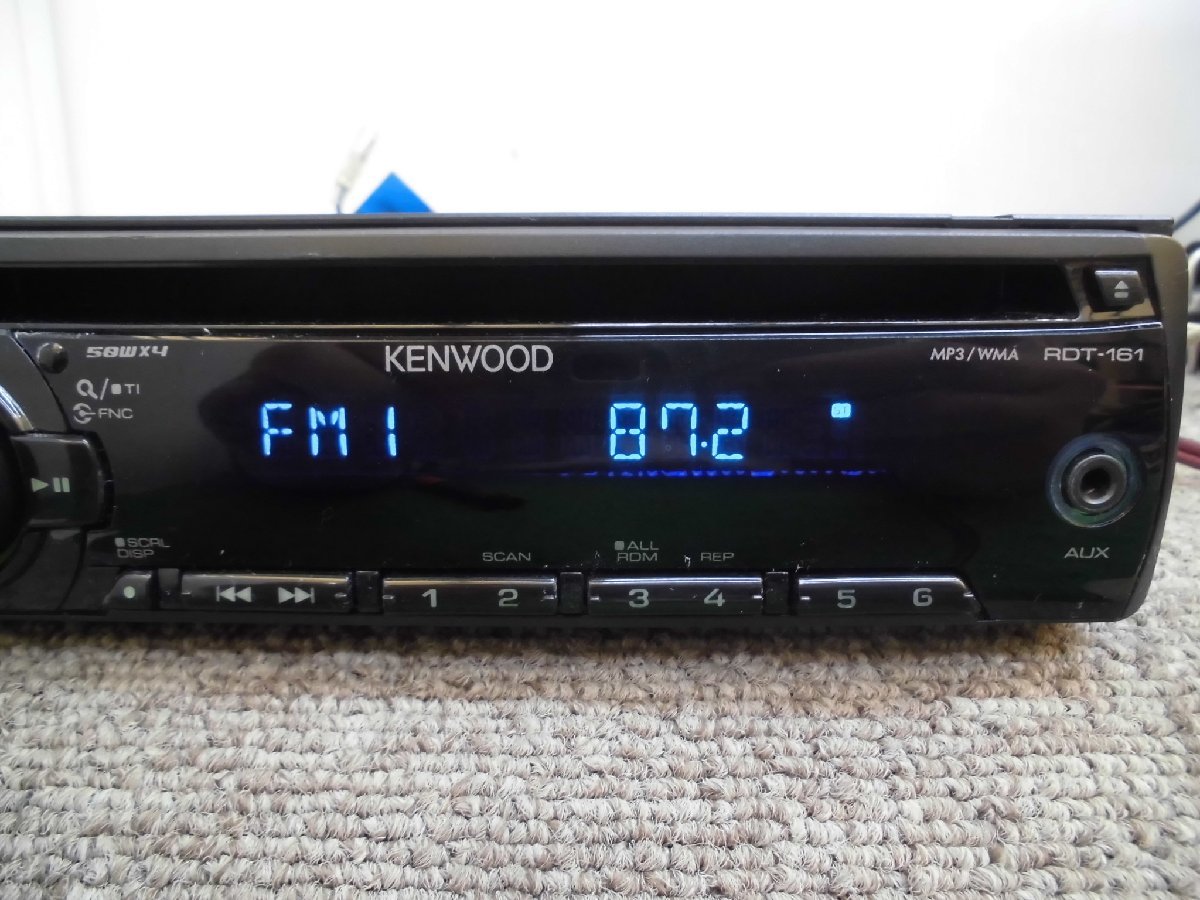 50WX4
KENWOOD
MP3/WMA RDT-161
/ TI
FNC
FM1 87.2
SCRL
DISP
SCAN
ALL
RDM
REP
AUX
1 2 3 4 5 6